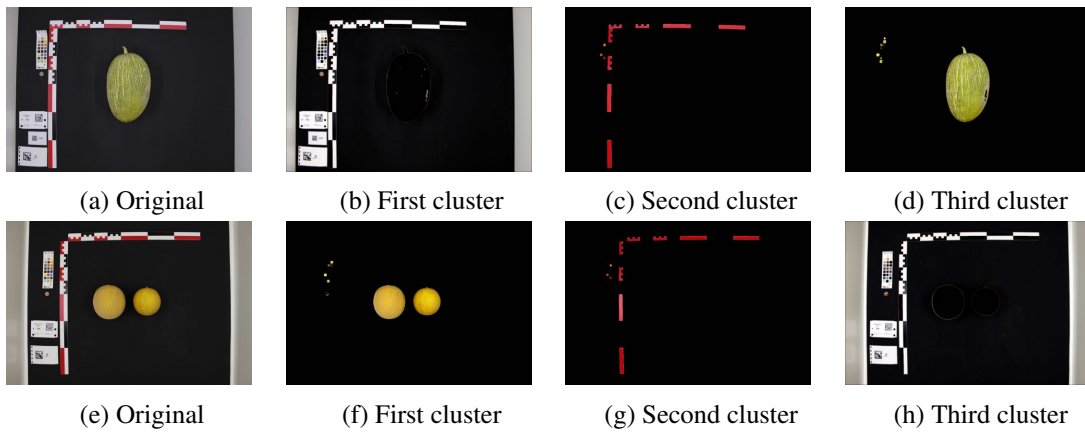 (a) Original
(b) First cluster
(c) Second cluster
(d) Third cluster
(e) Original
(f) First cluster
(g) Second cluster
(h) Third cluster